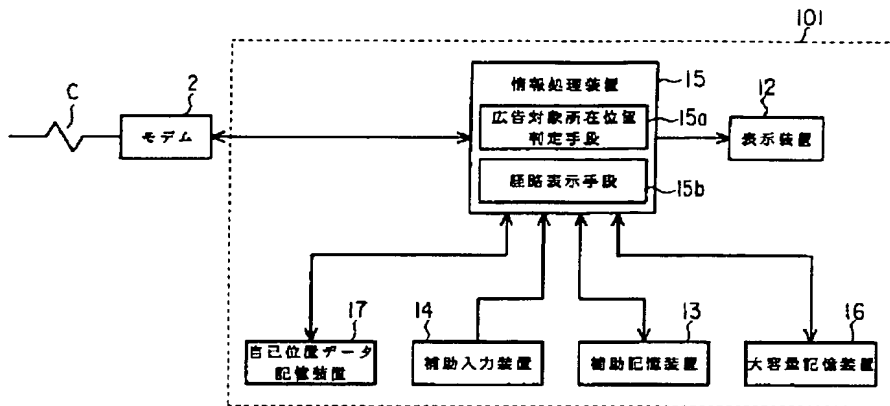 101
C
2
モデム
情報処理装置
15
広告対象所在位置
判定手段
15a
経路表示手段
15b
12
表示装置
17
自己位置データ
記憶装置
14
補助入力装置
13
補助記憶装置
16
大容量記憶装置